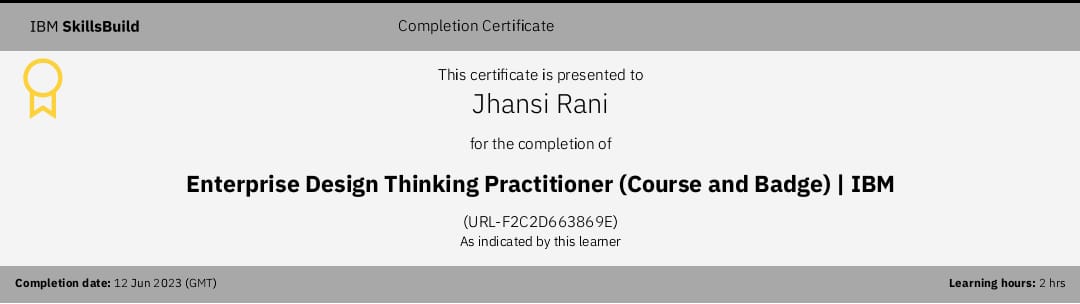 IBM SkillsBuild
Completion Certificate
This certificate is presented to
Jhansi Rani
for the completion of
Enterprise Design Thinking Practitioner (Course and Badge) | IBM
(URL-F2C2D663869E)
As indicated by this learner
Completion date: 12 Jun 2023 (GMT)
Learning hours: 2 hrs